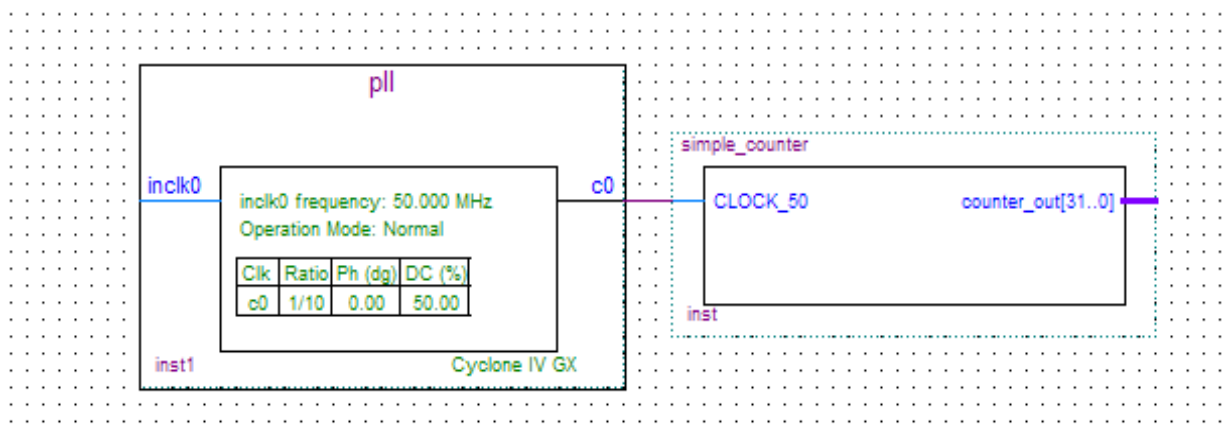 pll
inclk0
c0
inclk0 frequency: 50.000 MHz
Operation Mode: Normal
Clk Ratio Ph (dg) DC (%)
c0 1/10 0.00 50.00
inst1
Cyclone IV GX
simple_counter
CLOCK_50
counter_out[31..0]
inst